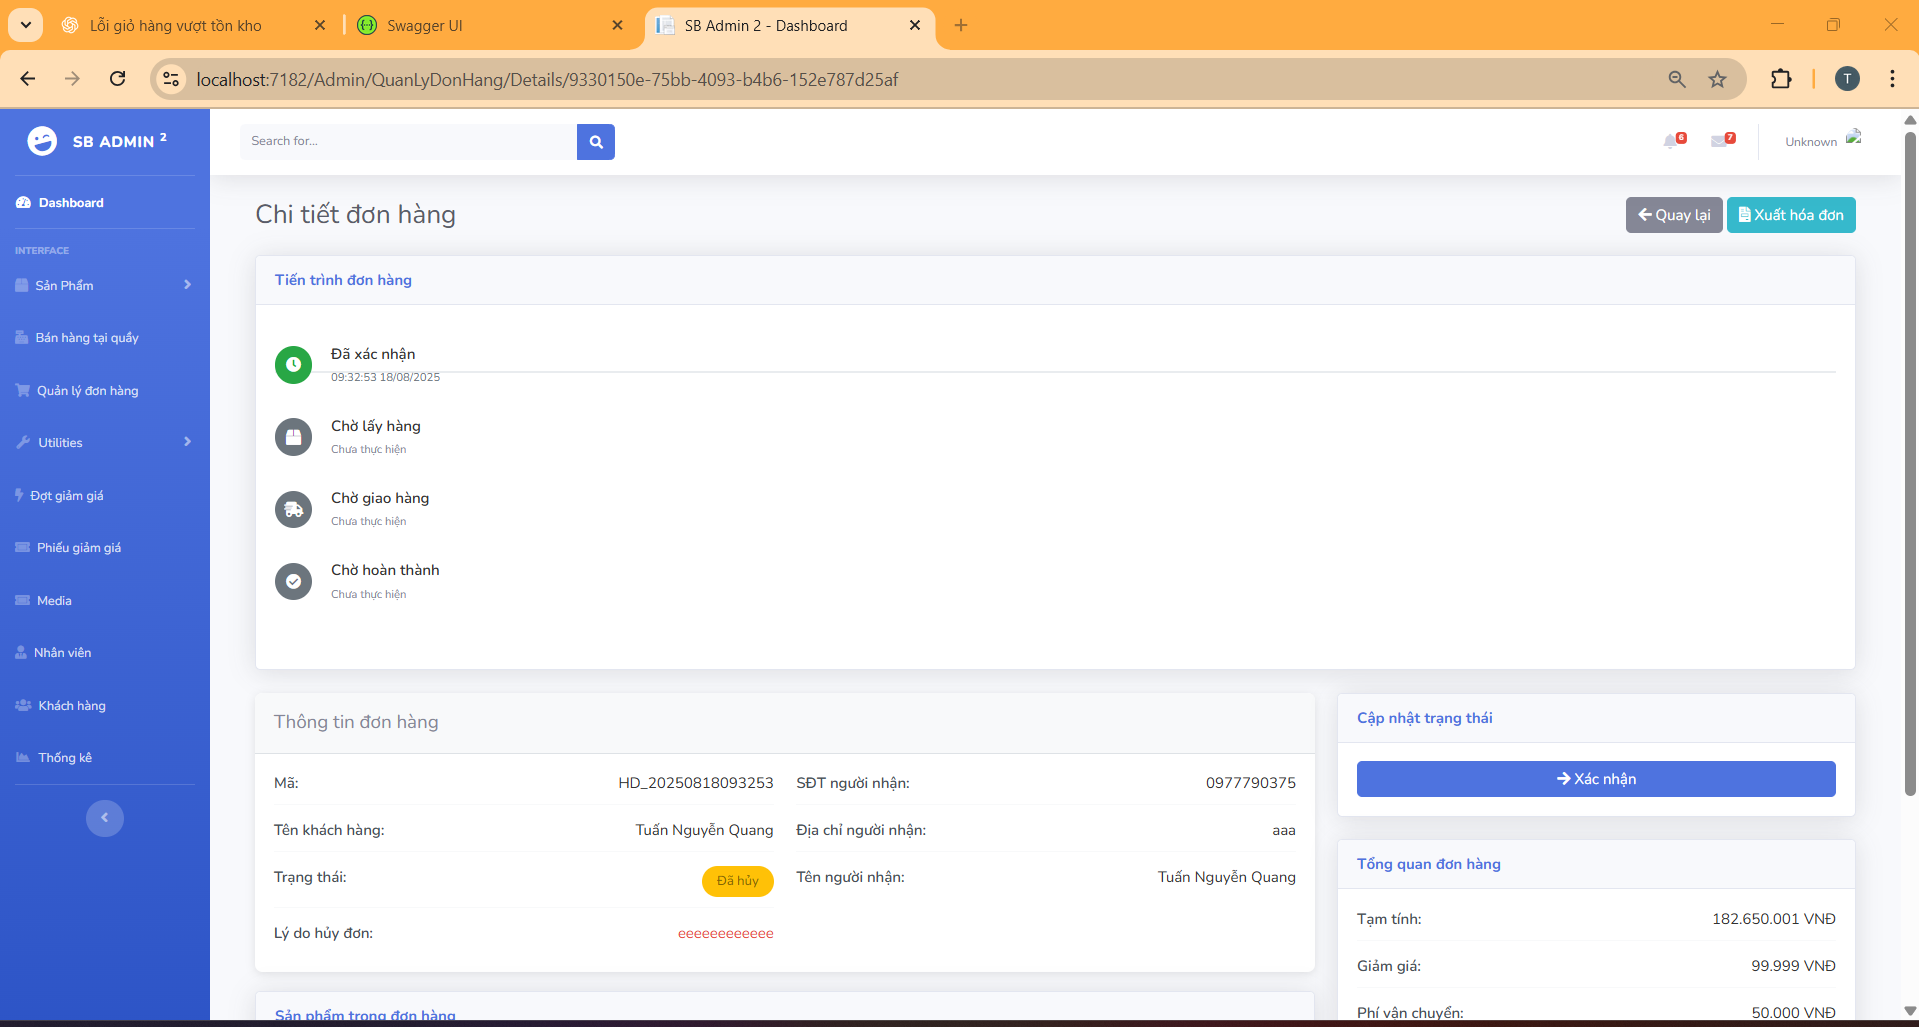 Lỗi giỏ hàng vượt tồn kho
Swagger UI
SB Admin 2 - Dashboard
localhost:7182/Admin/QuanLyDonHang/Details/9330150e-75bb-4093-b4b6-152e787d25af
T
SB ADMIN 2
Search for...
6
7
Unknown
Dashboard
INTERFACE
Sản Phẩm
Bán hàng tại quầy
Quản lý đơn hàng
Utilities
Đợt giảm giá
Phiếu giảm giá
Media
Nhân viên
Khách hàng
Thống kê
Chi tiết đơn hàng
Quay lại
Xuất hóa đơn
Tiến trình đơn hàng
Đã xác nhận
09:32:53 18/08/2025
Chờ lấy hàng
Chưa thực hiện
Chờ giao hàng
Chưa thực hiện
Chờ hoàn thành
Chưa thực hiện
Thông tin đơn hàng
Mã: HD_20250818093253
SĐT người nhận: 0977790375
Tên khách hàng: Tuấn Nguyễn Quang
Địa chỉ người nhận: aaa
Trạng thái: Đã hủy
Tên người nhận: Tuấn Nguyễn Quang
Lý do hủy đơn: eeeeeeeeeeee
Sản phẩm trong đơn hàng
Cập nhật trạng thái
Xác nhận
Tổng quan đơn hàng
Tạm tính: 182.650.001 VNĐ
Giảm giá: 99.999 VNĐ
Phí vận chuyển: 50.000 VNĐ